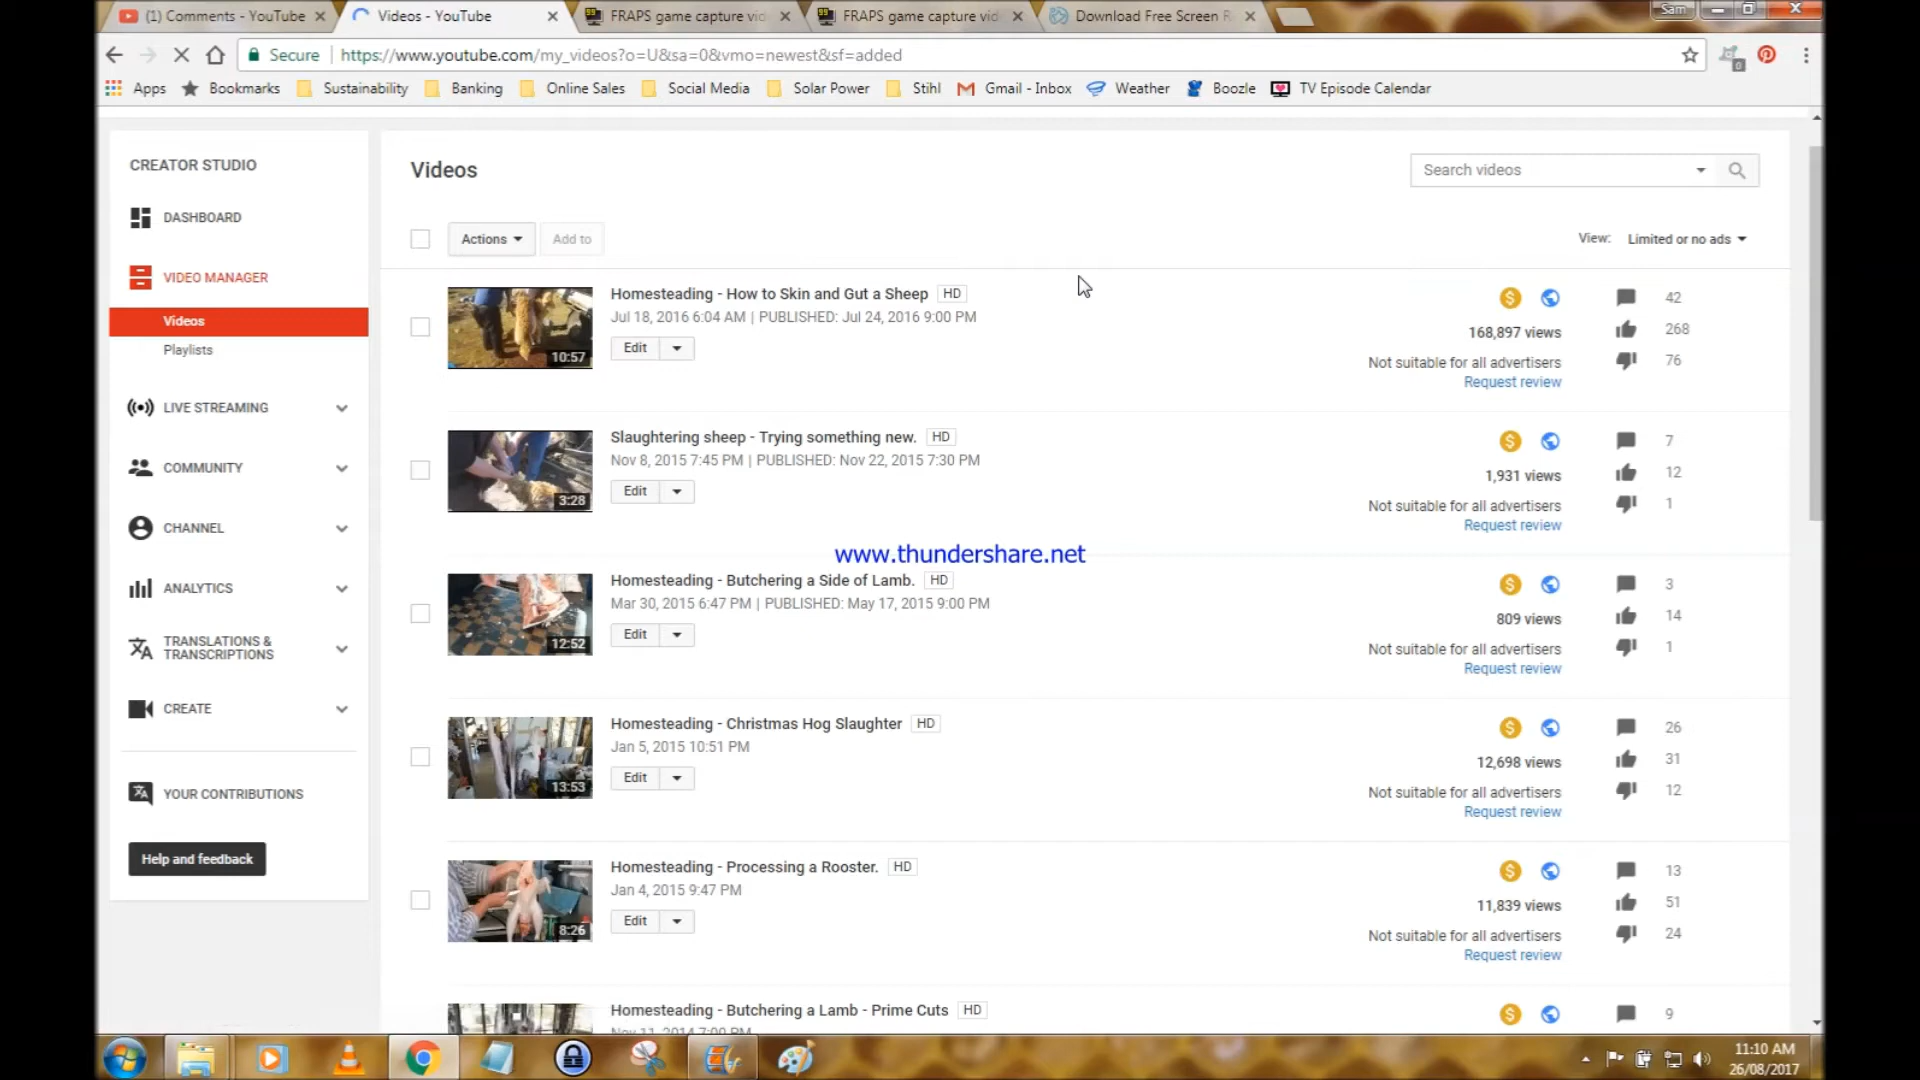 (1) Comments - YouTube
Videos - YouTube
FRAPS game capture vid
FRAPS game capture vid
Download Free Screen R
Sam
Secure
https://www.youtube.com/my_videos?o=U&sa=0&vmo=newest&sf=added
0
Apps
Bookmarks
Sustainability
Banking
Online Sales
Social Media
Solar Power
Stihl
Gmail - Inbox
Weather
Boozle
TV Episode Calendar
CREATOR STUDIO
DASHBOARD
VIDEO MANAGER
Videos
Playlists
LIVE STREAMING
COMMUNITY
CHANNEL
ANALYTICS
TRANSLATIONS &
TRANSCRIPTIONS
CREATE
YOUR CONTRIBUTIONS
Help and feedback
Videos
Search videos
Actions
Add to
View:
Limited or no ads
10:57
Homesteading - How to Skin and Gut a Sheep HD
Jul 18, 2016 6:04 AM | PUBLISHED: Jul 24, 2016 9:00 PM
Edit
168,897 views
Not suitable for all advertisers
Request review
42
268
76
3:28
Slaughtering sheep - Trying something new. HD
Nov 8, 2015 7:45 PM | PUBLISHED: Nov 22, 2015 7:30 PM
Edit
1,931 views
Not suitable for all advertisers
Request review
7
12
1
www.thundershare.net
12:52
Homesteading - Butchering a Side of Lamb. HD
Mar 30, 2015 6:47 PM | PUBLISHED: May 17, 2015 9:00 PM
Edit
809 views
Not suitable for all advertisers
Request review
3
14
1
13:53
Homesteading - Christmas Hog Slaughter HD
Jan 5, 2015 10:51 PM
Edit
12,698 views
Not suitable for all advertisers
Request review
26
31
12
8:26
Homesteading - Processing a Rooster. HD
Jan 4, 2015 9:47 PM
Edit
11,839 views
Not suitable for all advertisers
Request review
13
51
24
Homesteading - Butchering a Lamb - Prime Cuts HD
Nov 11, 2014 7:00 PM
9
11:10 AM
26/08/2017